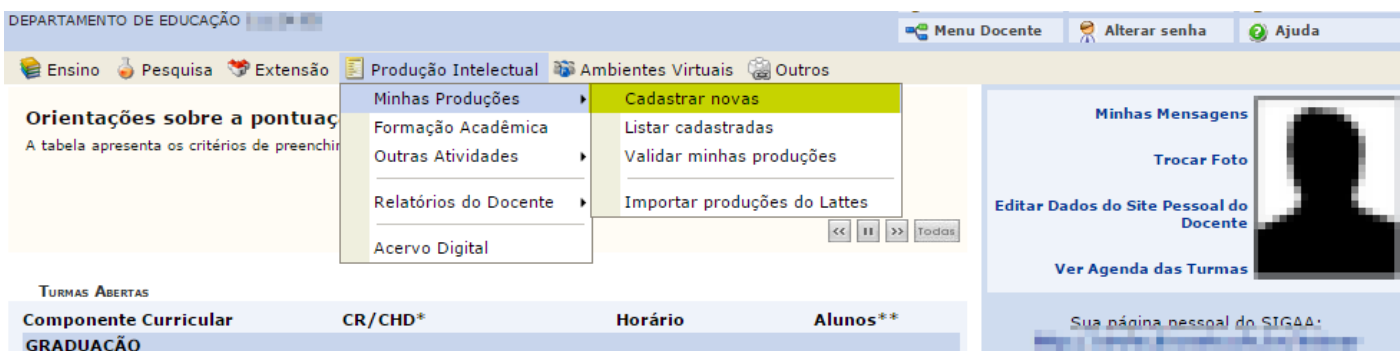 DEPARTAMENTO DE EDUCAÇÃO
Menu Docente Alterar senha Ajuda
Ensino Pesquisa Extensão Produção Intelectual Ambientes Virtuais Outros
Minhas Produções
Formação Acadêmica
Outras Atividades
Relatórios do Docente
Acervo Digital
Cadastrar novas
Listar cadastradas
Validar minhas produções
Importar produções do Lattes
Orientações sobre a
A tabela apresenta os critérios de
<< II >> Todas
Minhas Mensagens
Trocar Foto
Editar Dados do Site Pessoal do
Docente
Ver Agenda das Turmas
Sua página pessoal do SIGAA:
TURMAS ABERTAS
Componente Curricular CR/CHD* Horário Alunos**
GRADUAÇÃO